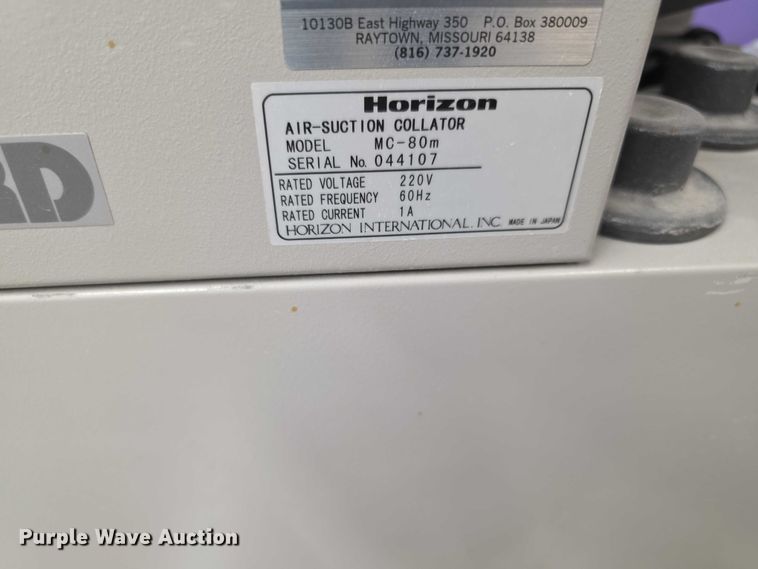 10130B East Highway 350 P.O. Box 380009
RAYTOWN, MISSOURI 64138
(816) 737-1920
Horizon
AIR-SUCTION COLLATOR
MODEL MC-80m
SERIAL No. 044107
RATED VOLTAGE 220V
RATED FREQUENCY 60Hz
RATED CURRENT 1A
HORIZON INTERNATIONAL, INC. MADE IN JAPAN
RD
Purple Wave Auction